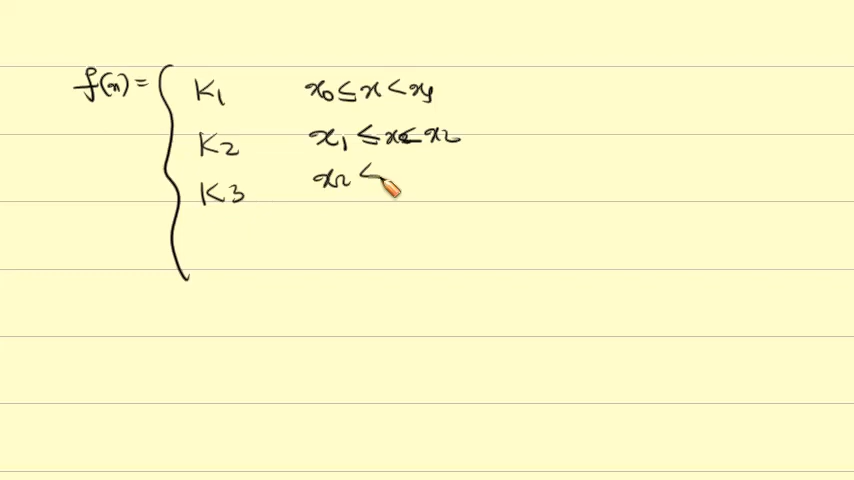 f(x) = { K1 x0 ≤ x < x1
K2 x1 ≤ x < x2
K3 x2 <